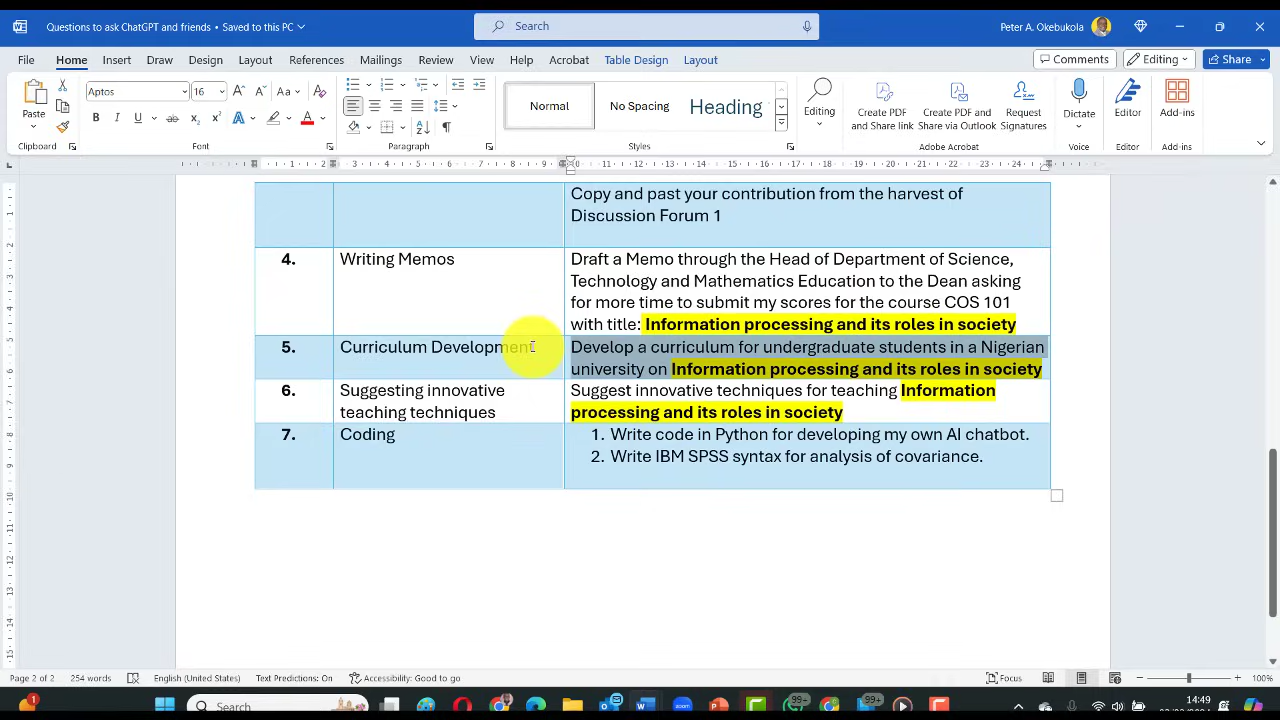 Questions to ask ChatGPT and friends • Saved to this PC
Search
Peter A. Okebukola
File Home Insert Draw Design Layout References Mailings Review View Help Acrobat Table Design Layout
Comments Editing Share
Paste
Aptos 16
Normal No Spacing Heading
Editing
Create PDF and Share link
Create PDF and Share via Outlook
Request Signatures
Dictate
Editor
Add-ins
Clipboard Font Paragraph Styles Adobe Acrobat Voice Editor Add-ins
Copy and past your contribution from the harvest of
Discussion Forum 1
4. Writing Memos Draft a Memo through the Head of Department of Science,
Technology and Mathematics Education to the Dean asking
for more time to submit my scores for the course COS 101
with title: Information processing and its roles in society
5. Curriculum Development Develop a curriculum for undergraduate students in a Nigerian
university on Information processing and its roles in society
6. Suggesting innovative Suggest innovative techniques for teaching Information
teaching techniques processing and its roles in society
7. Coding 1. Write code in Python for developing my own AI chatbot.
2. Write IBM SPSS syntax for analysis of covariance.
Page 2 of 2 254 words English (United States) Text Predictions: On Accessibility: Good to go Focus 100%
Search
99+ 99+
14:49